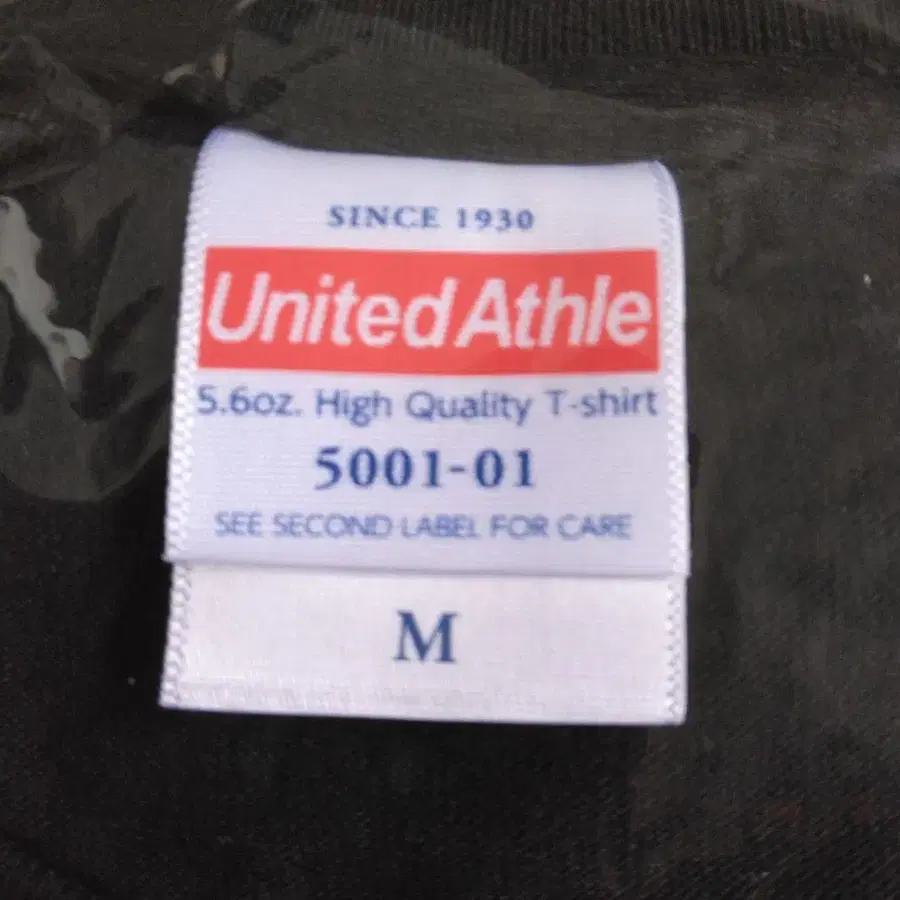 SINCE 1930
United Athle
5.6oz. High Quality T-shirt
5001-01
SEE SECOND LABEL FOR CARE
M